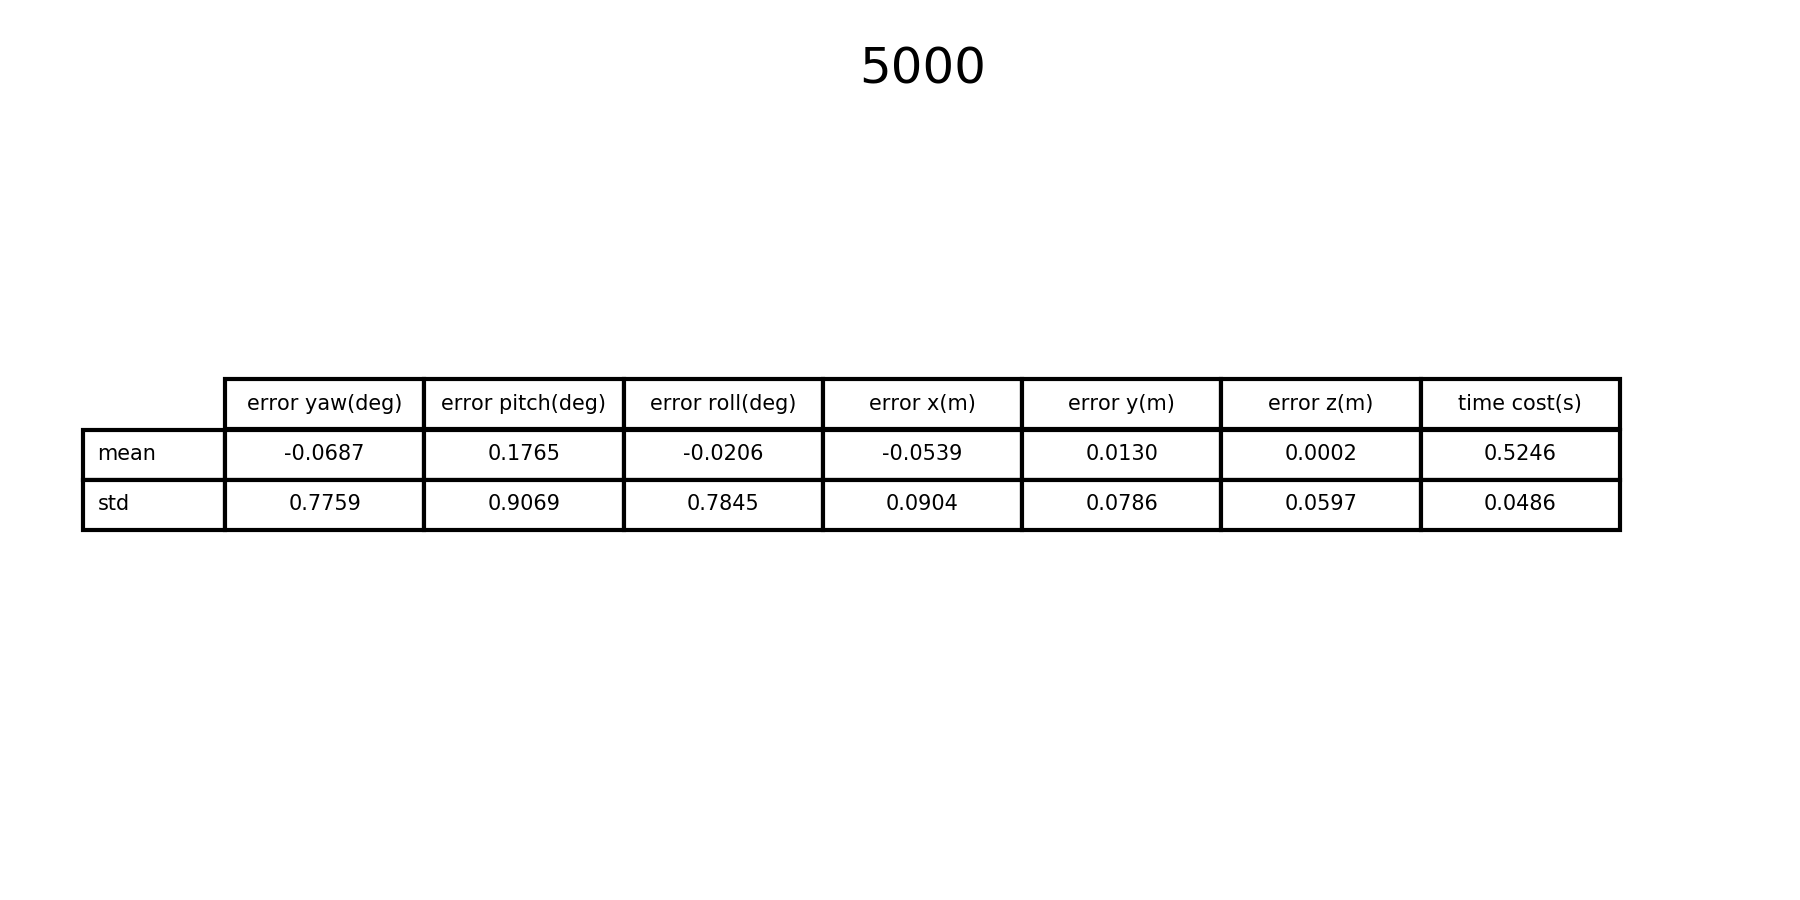 5000
error yaw(deg) error pitch(deg) error roll(deg) error x(m) error y(m) error z(m) time cost(s)
mean -0.0687 0.1765 -0.0206 -0.0539 0.0130 0.0002 0.5246
std 0.7759 0.9069 0.7845 0.0904 0.0786 0.0597 0.0486